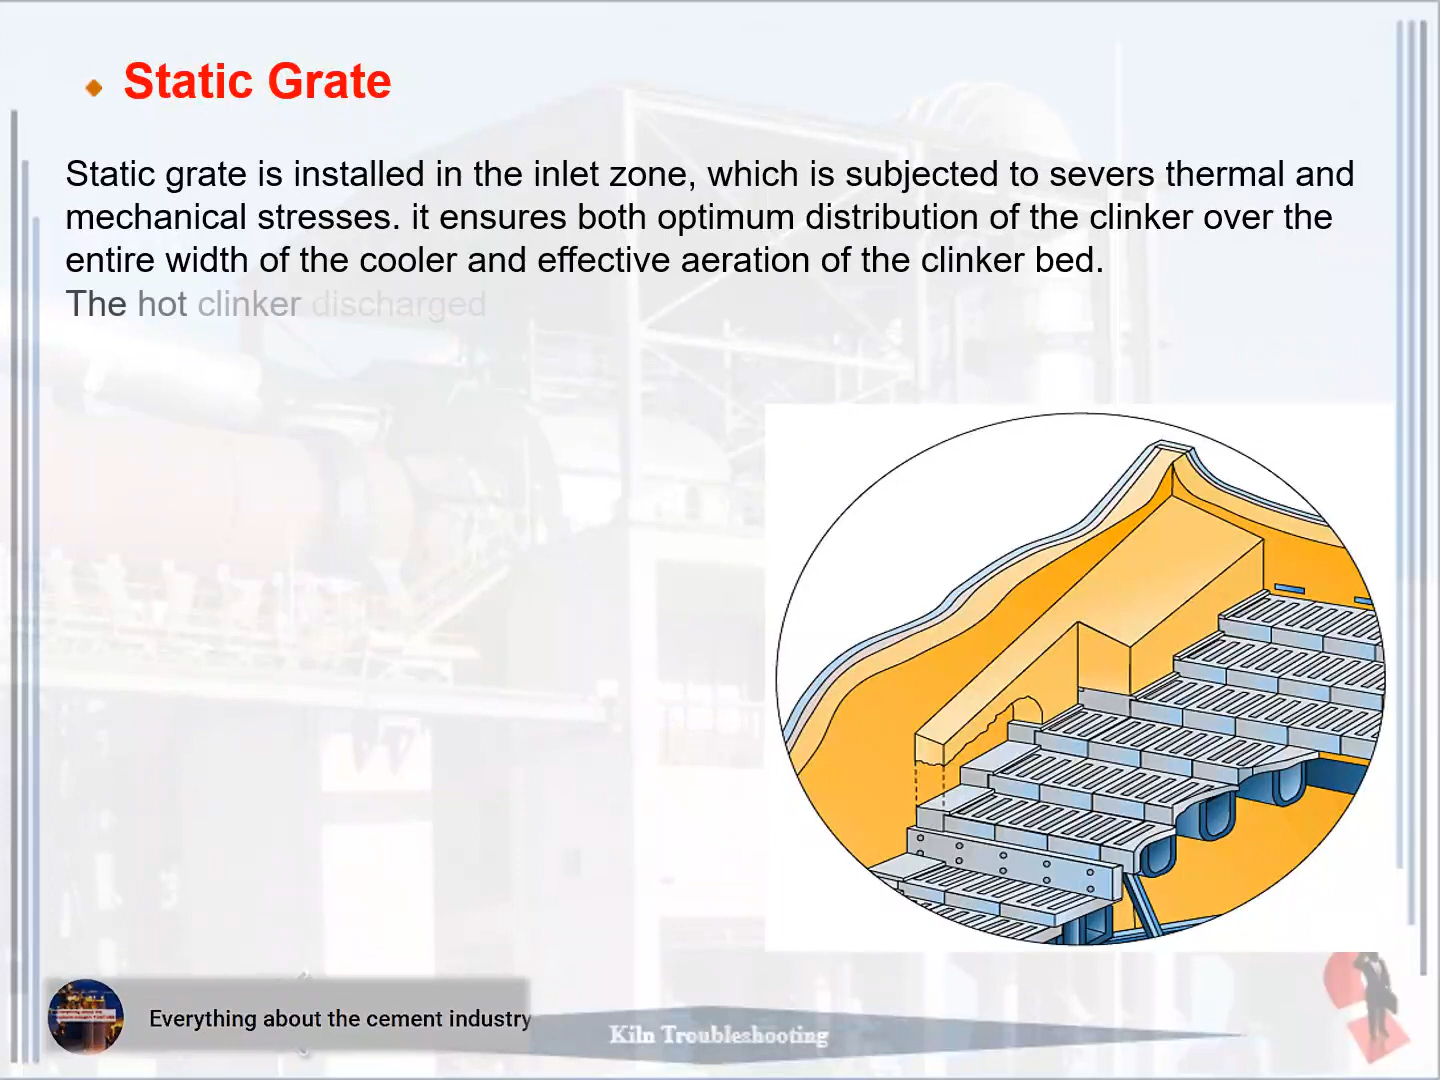 Static Grate
Static grate is installed in the inlet zone, which is subjected to severs thermal and
mechanical stresses. it ensures both optimum distribution of the clinker over the
entire width of the cooler and effective aeration of the clinker bed.
The hot clinker discharged
Everything about the cement industry
Kiln Troubleshooting